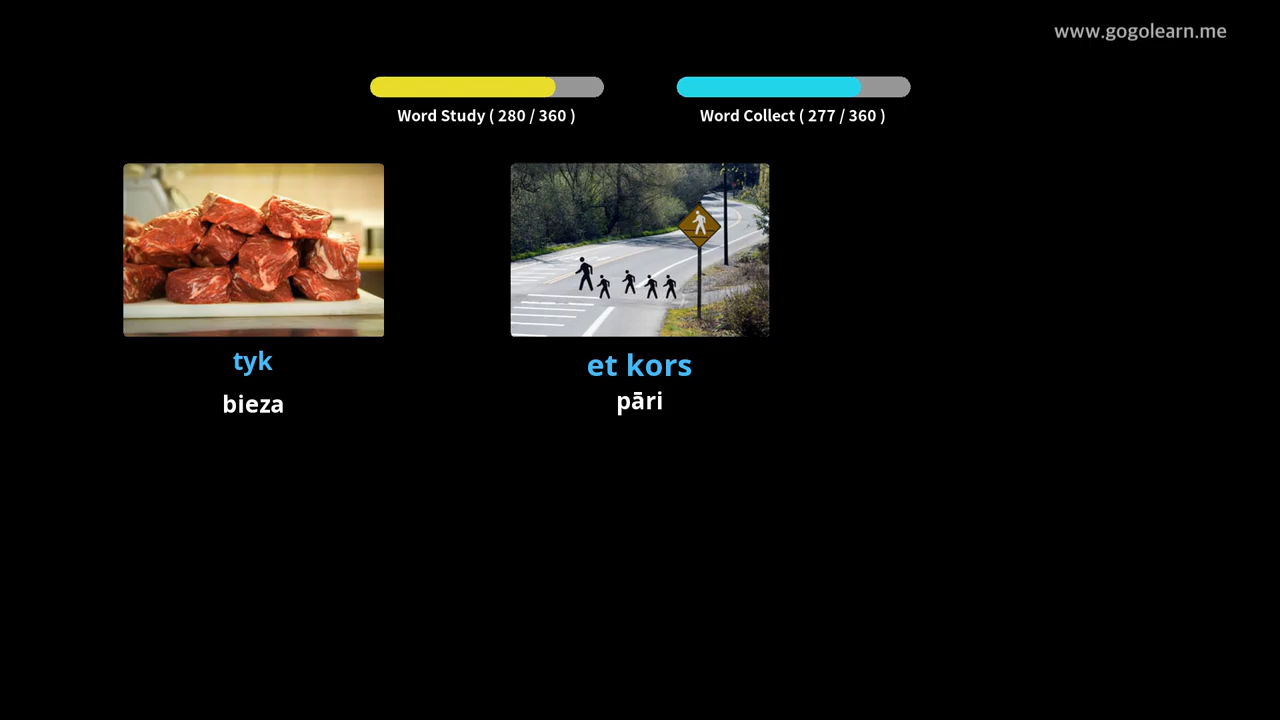 www.gogolearn.me
Word Study ( 280 / 360 )
Word Collect ( 277 / 360 )
tyk
bieza
et kors
pāri